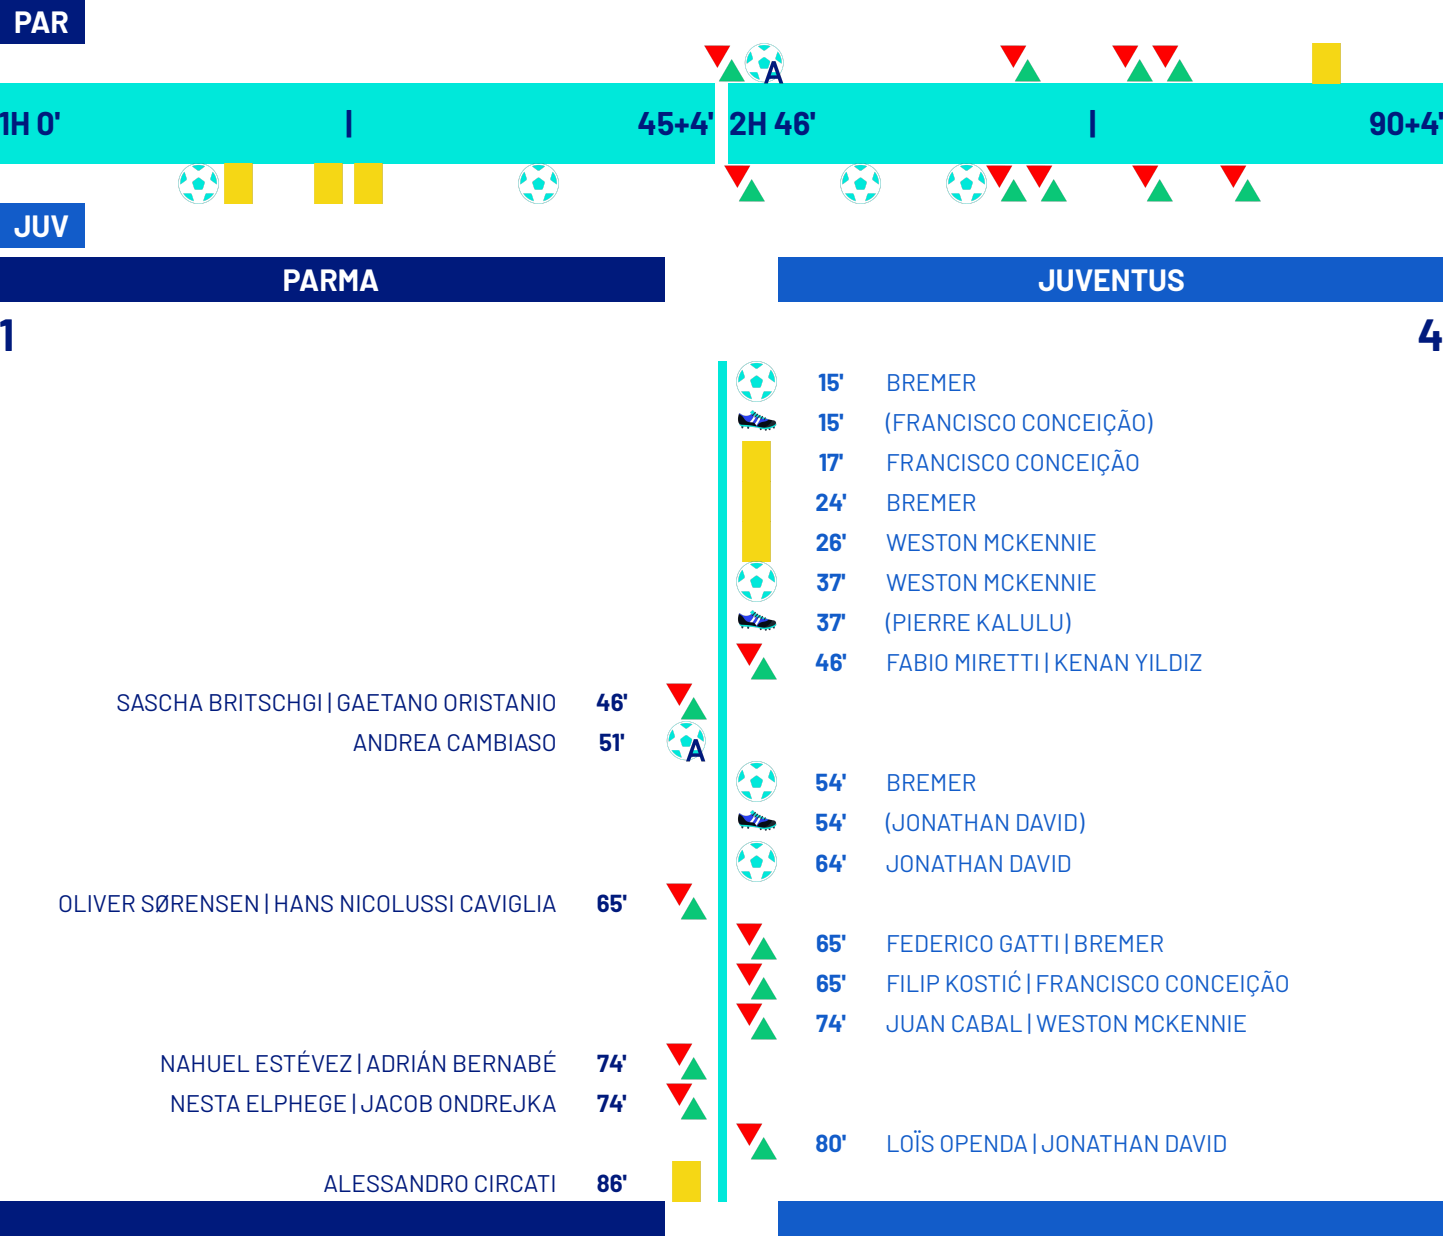 PAR
1H 0' | 45+4' 2H 46' | 90+4'
JUV
PARMA JUVENTUS
1 4
15' BREMER
15' (FRANCISCO CONCEIÇÃO)
17' FRANCISCO CONCEIÇÃO
24' BREMER
26' WESTON MCKENNIE
37' WESTON MCKENNIE
37' (PIERRE KALULU)
46' FABIO MIRETTI | KENAN YILDIZ
SASCHA BRITSCHGI | GAETANO ORISTANIO 46'
ANDREA CAMBIASO 51' A
54' BREMER
54' (JONATHAN DAVID)
64' JONATHAN DAVID
OLIVER SØRENSEN | HANS NICOLUSSI CAVIGLIA 65'
65' FEDERICO GATTI | BREMER
65' FILIP KOSTIĆ | FRANCISCO CONCEIÇÃO
74' JUAN CABAL | WESTON MCKENNIE
NAHUEL ESTÉVEZ | ADRIÁN BERNABÉ 74'
NESTA ELPHEGE | JACOB ONDREJKA 74'
80' LOÏS OPENDA | JONATHAN DAVID
ALESSANDRO CIRCATI 86'